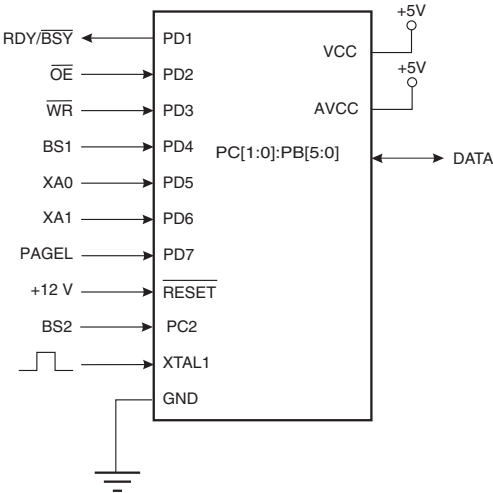 +5V
RDY/BSY PD1
VCC
+5V
OE PD2
WR PD3 AVCC
BS1 PD4 PC[1:0]:PB[5:0] DATA
XA0 PD5
XA1 PD6
PAGEL PD7
+12 V RESET
BS2 PC2
XTAL1
GND